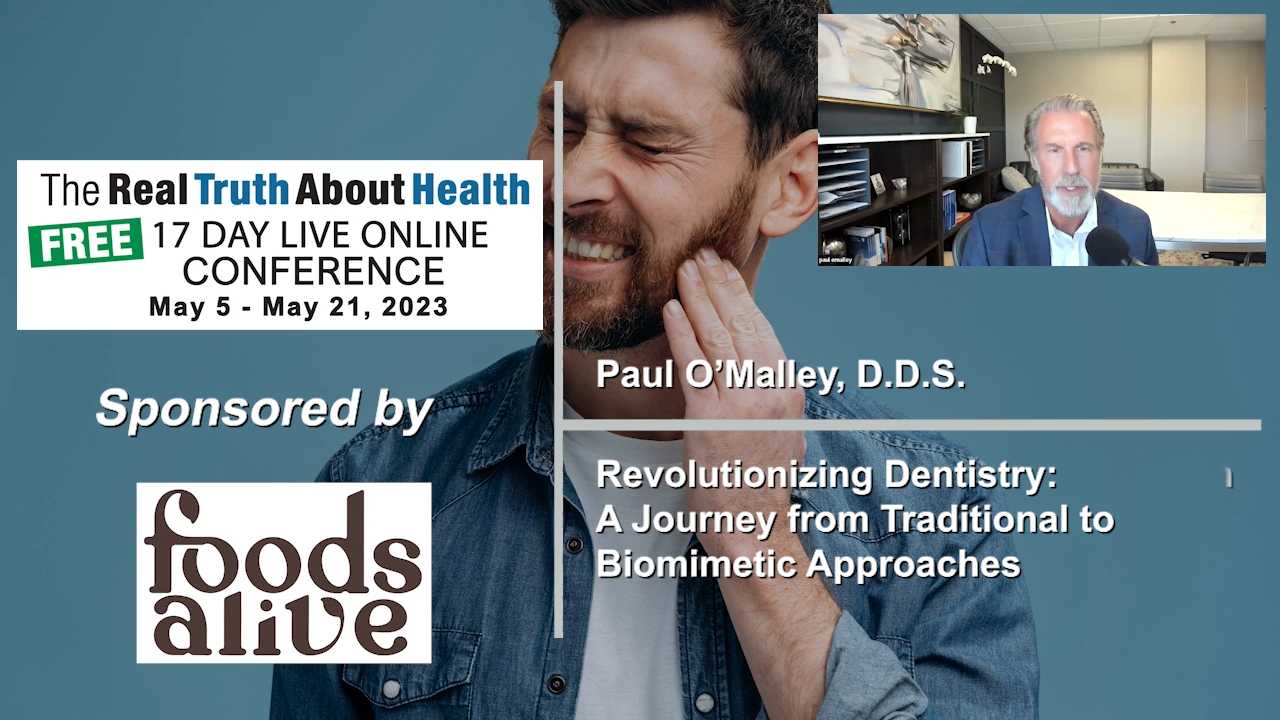 The Real Truth About Health
FREE 17 DAY LIVE ONLINE
CONFERENCE
May 5 - May 21, 2023
Sponsored by
foods
alive
paul omalley
Paul O’Malley, D.D.S.
Revolutionizing Dentistry:
A Journey from Traditional to
Biomimetic Approaches